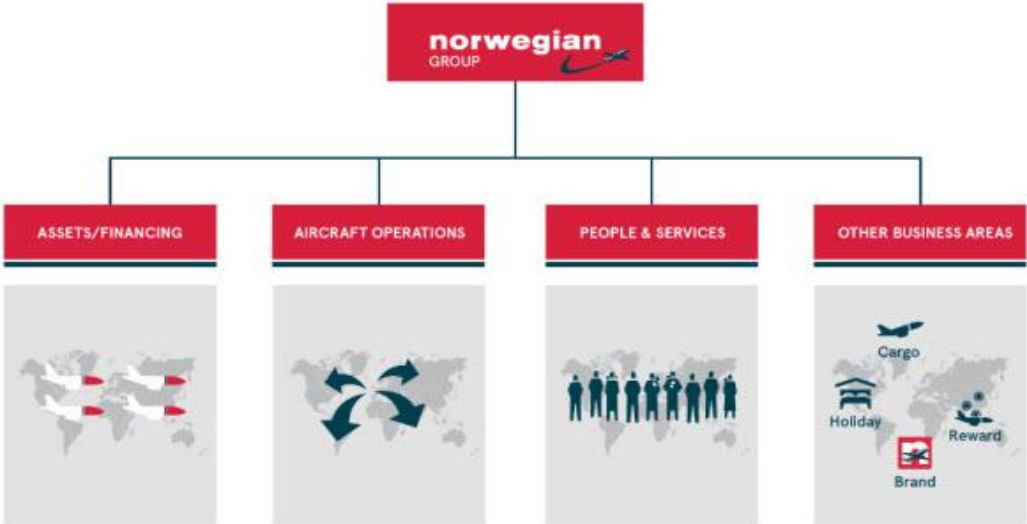 norwegian
GROUP
ASSETS/FINANCING
AIRCRAFT OPERATIONS
PEOPLE & SERVICES
OTHER BUSINESS AREAS
Cargo
Holiday
Reward
Brand